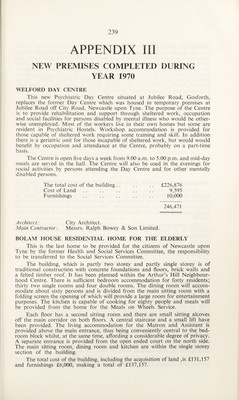 239
APPENDIX III
NEW PREMISES COMPLETED DURING
YEAR 1970
WELFORD DAY CENTRE
This new Psychiatric Day Centre situated at Jubilee Road, Gosforth,
replaces the former Day Centre which was housed in temporary premises at
Jubilee Road off City Road, Newcastle upon Tyne. The purpose of the Centre
is to provide rehabilitation and support through sheltered work, occupation
and social facilities for persons disabled by mental illness who would be other-
wise unemployed. Most of the workers live in their own homes but some are
resident in Psychiatric Hostels. Workshop accommodation is provided for
those capable of sheltered work requiring some training and skill. In addition
there is a geriatric unit for those incapable of sheltered work, but would would
benefit by occupation and attendance at the Centre, probably on a part-time
basis.
The Centre is open five days a week from 9.00 a.m. to 5.00 p.m. and mid-day
meals are served in the hall. The Centre will also be used in the evenings for
social activities by persons attending the Day Centre and for other mentally
disabled persons.
The total cost of the building .. .. .. £226,876
Cost of Land .. .. .. .. 9,595
Furnishings .. .. .. .. 10,000
246,471
Architect: City Architect.
Main Contractor: Messrs. Ralph Bowey & Son Limited.
BOLAM HOUSE RESIDENTIAL HOME FOR THE ELDERLY
This is the last home to be provided for the citizens of Newcastle upon
Tyne by the former Health and Social Services Committee, the responsibility
to be transferred to the Social Services Committee.
The building, which is partly two storey and partly single storey is of
traditional construction with concrete foundations and floors, brick walls and
a felted timber roof. It has been planned within the Arthur's Hill Neighbour-
hood Centre. There is sufficient bedroom accommodation for forty residents;
thirty two single rooms and four double rooms. The dining room will accom-
modate about sixty persons and is divided from the main sitting room with a
folding screen the opening of which will provide a large room for entertainment
purposes. The kitchen is capable of cooking for eighty people and meals will
be provided from the home for Meals on Wheels Service.
Each floor has a second sitting room and there are small sitting alcoves
off the main corridor on both floors. A central staircase and a small lift have
been provided. The living accommodation for the Matron and Assistant is
provided above the main entrance, thus being conveniently central to the bed-
room block whilst, at the same time, affording a considerable degree of privacy.
A separate entrance is provided from the open ended court on the north side.
The main sitting room, dining room and kitchen are within the single storey
section of the building.
The total cost of the building, including the acquisition of land ,is £131,157
and furnishings £6,000, making a total of £137,157.